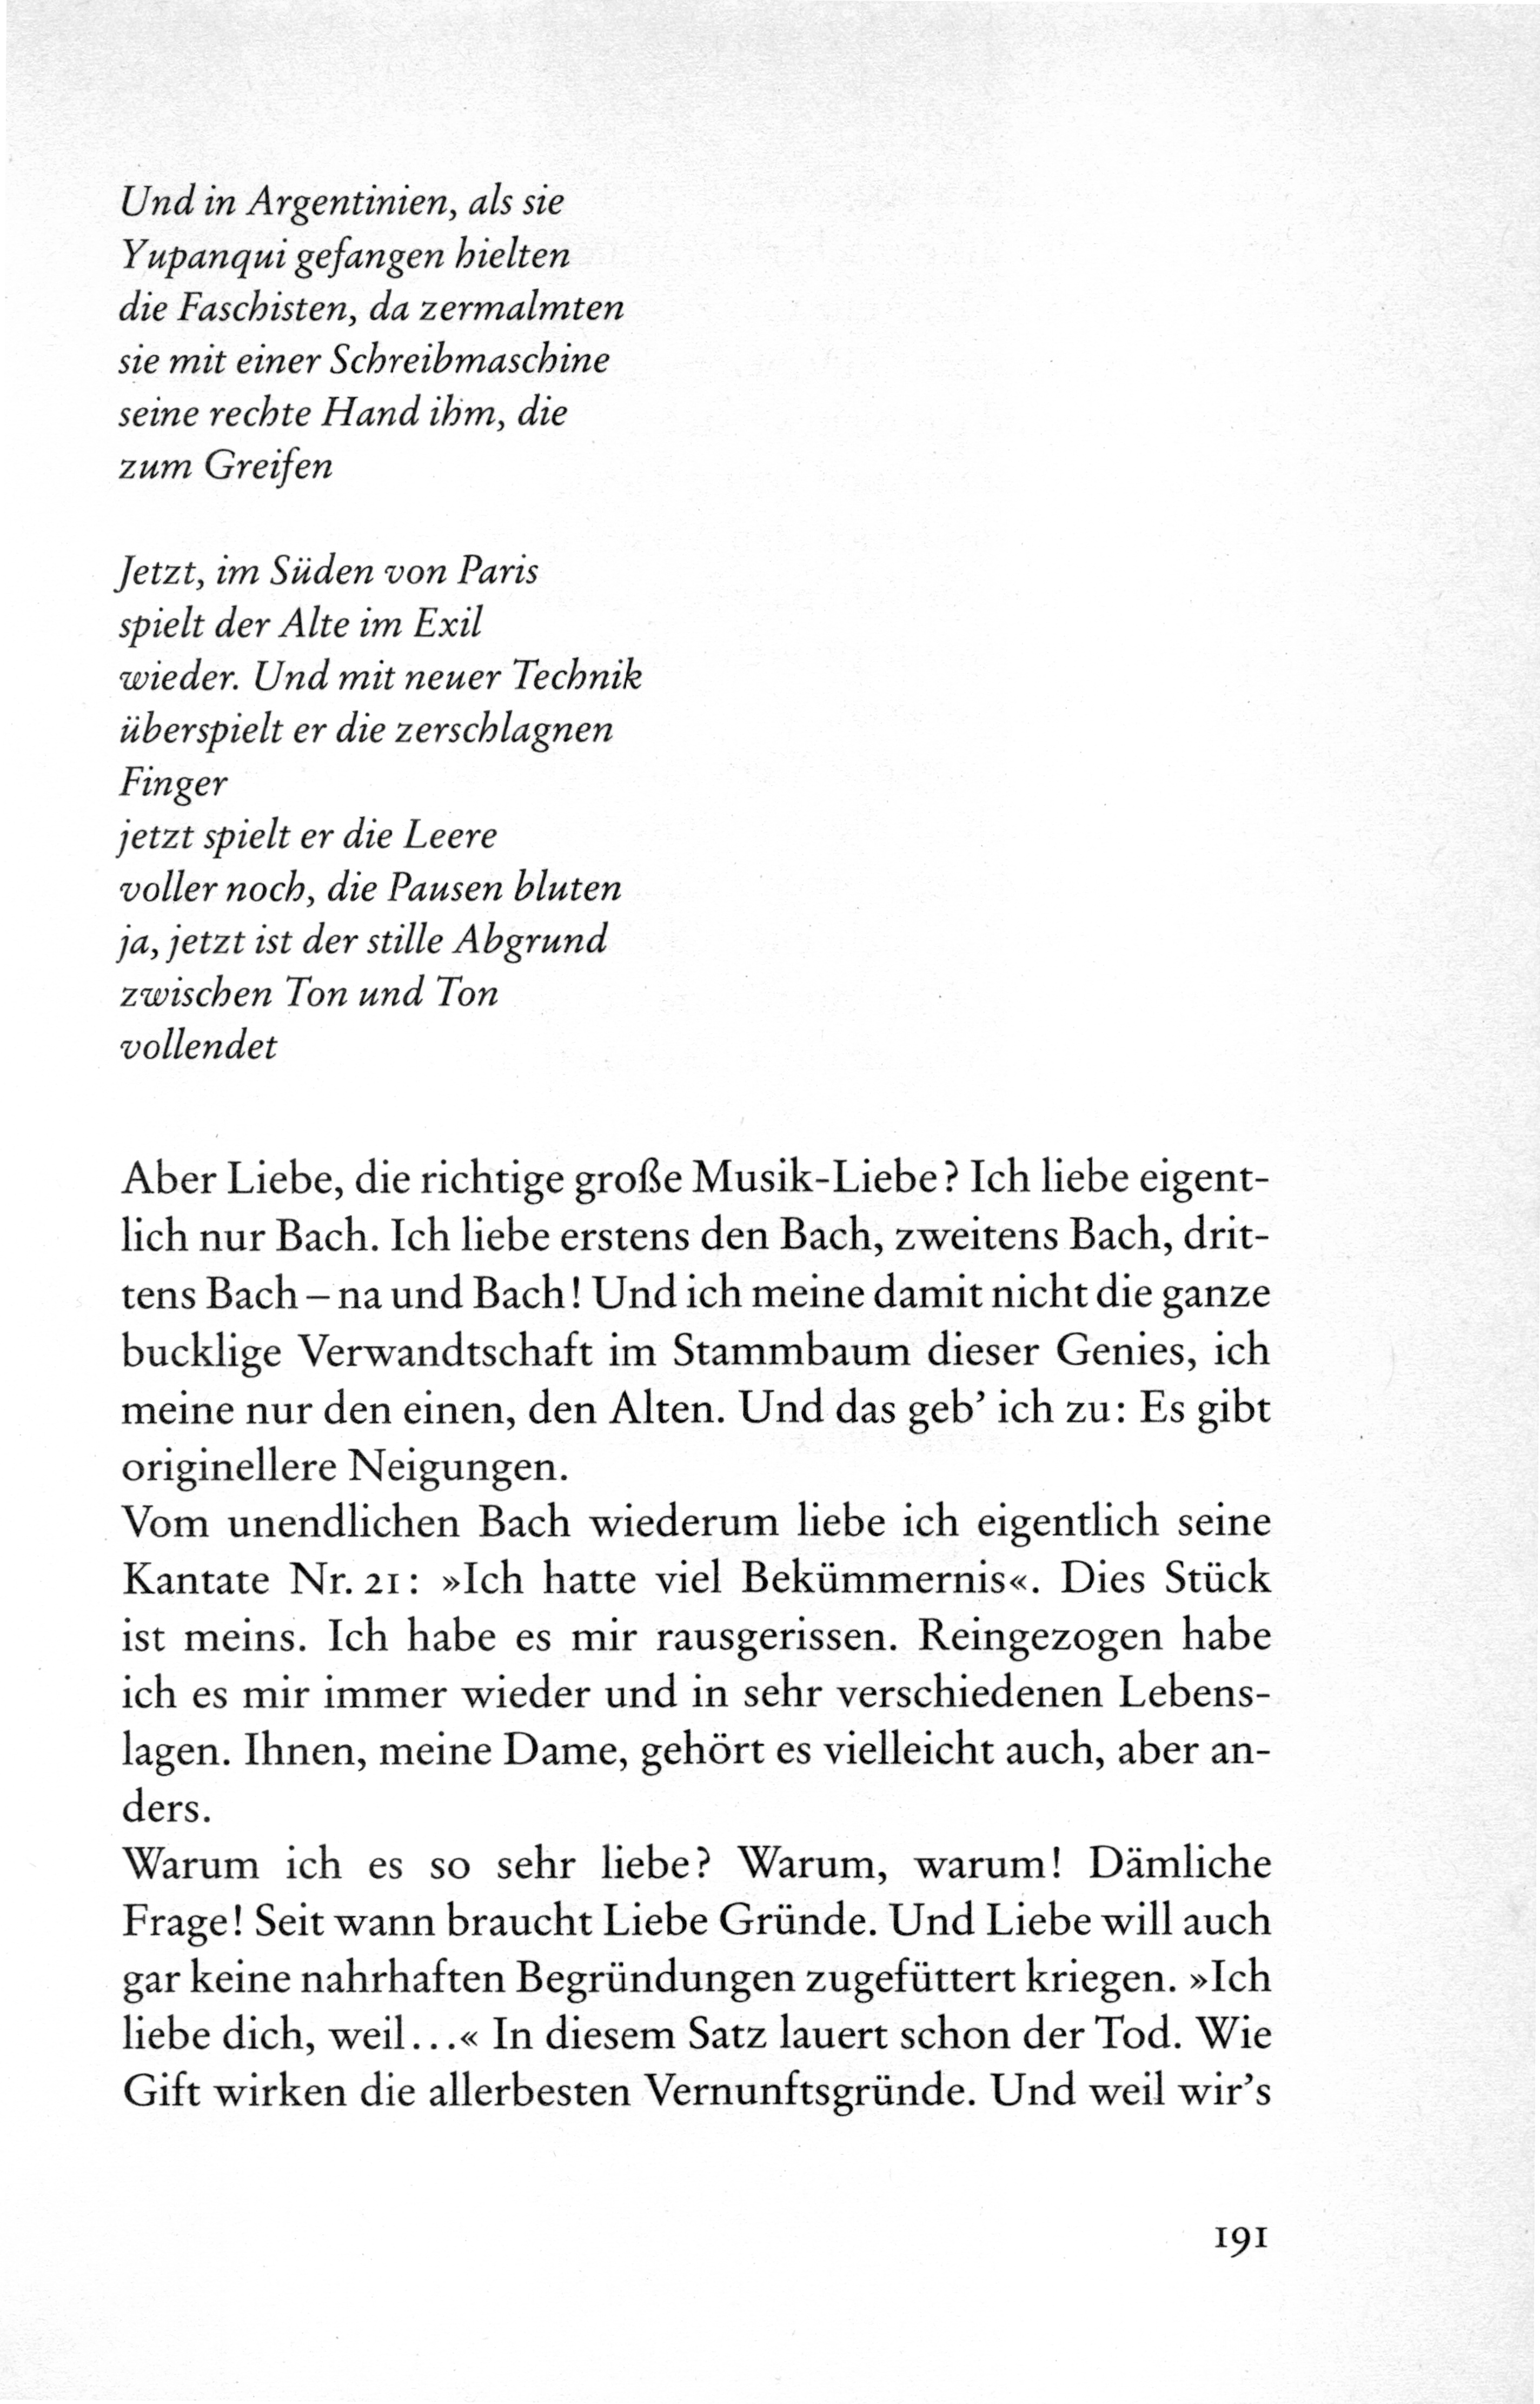 Und in Argentinien, als sie
Yupanqui gefangen hielten
die Faschisten, da zermalmten
sie mit einer Schreibmaschine
seine rechte Hand ihm, die
zum Greifen

Jetzt, im Süden von Paris
spielt der Alte im Exil
wieder. Und mit neuer Technik
überspielt er die zerschlagnen
Finger
jetzt spielt er die Leere
voller noch, die Pausen bluten
ja, jetzt ist der stille Abgrund
zwischen Ton und Ton
vollendet

Aber Liebe, die richtige große Musik-Liebe? Ich liebe eigent-
lich nur Bach. Ich liebe erstens den Bach, zweitens Bach, drit-
tens Bach – na und Bach! Und ich meine damit nicht die ganze
bucklige Verwandtschaft im Stammbaum dieser Genies, ich
meine nur den einen, den Alten. Und das geb’ ich zu: Es gibt
originellere Neigungen.
Vom unendlichen Bach wiederum liebe ich eigentlich seine
Kantate Nr. 21: »Ich hatte viel Bekümmernis«. Dies Stück
ist meins. Ich habe es mir rausgerissen. Reingezogen habe
ich es mir immer wieder und in sehr verschiedenen Lebens-
lagen. Ihnen, meine Dame, gehört es vielleicht auch, aber an-
ders.
Warum ich es so sehr liebe? Warum, warum! Dämliche
Frage! Seit wann braucht Liebe Gründe. Und Liebe will auch
gar keine nahrhaften Begründungen zugefüttert kriegen. »Ich
liebe dich, weil...« In diesem Satz lauert schon der Tod. Wie
Gift wirken die allerbesten Vernunftsgründe. Und weil wir’s

191